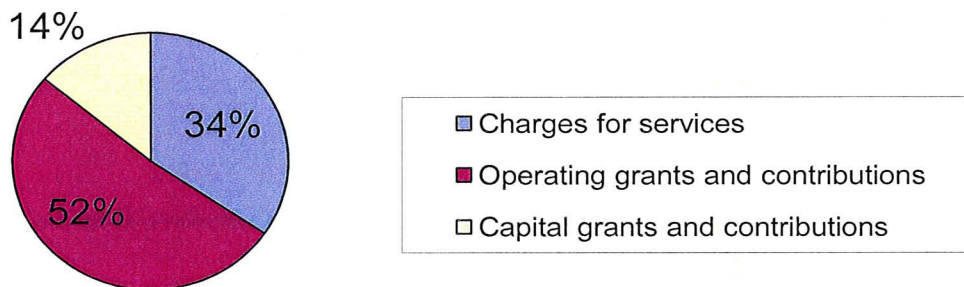 14%
34%
52%
Charges for services
Operating grants and contributions
Capital grants and contributions